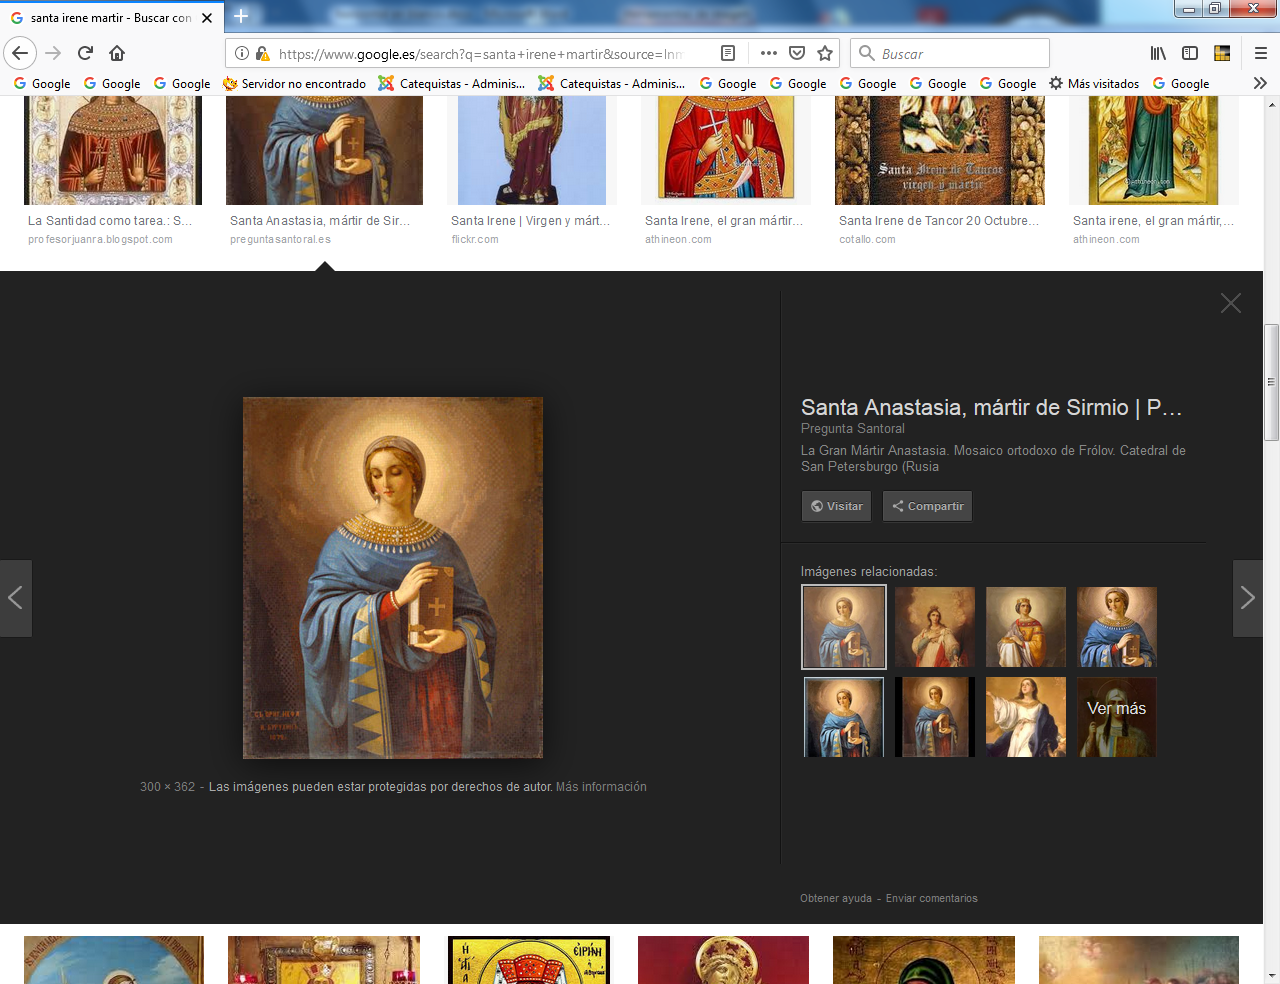 santa irene martir - Buscar con
https://www.google.es/search?q=santa+irene+martir&source=lnm
Buscar
Google
Google
Google
Servidor no encontrado
Catequistas - Adminis...
Catequistas - Adminis...
Google
Google
Google
Google
Google
Más visitados
Google
Santa Irene de Tancor
virgen y martir
La Santidad como tarea.: S...
Santa Anastasia, mártir de Sir...
Santa Irene | Virgen y márt...
Santa Irene, el gran mártir...
Santa Irene de Tancor 20 Octubre...
Santa irene, el gran mártir,...
profesorjuanra.blogspot.com
preguntasantoral.es
flickr.com
athineon.com
cotallo.com
athineon.com
Santa Anastasia, mártir de Sirmio | P...
Pregunta Santoral
La Gran Mártir Anastasia. Mosaico ortodoxo de Frólov. Catedral de
San Petersburgo (Rusia
Visitar
Compartir
Imágenes relacionadas:
Ver más
300 × 362 - Las imágenes pueden estar protegidas por derechos de autor. Más información
Obtener ayuda - Enviar comentarios
ΕΙΡΉΝΗ